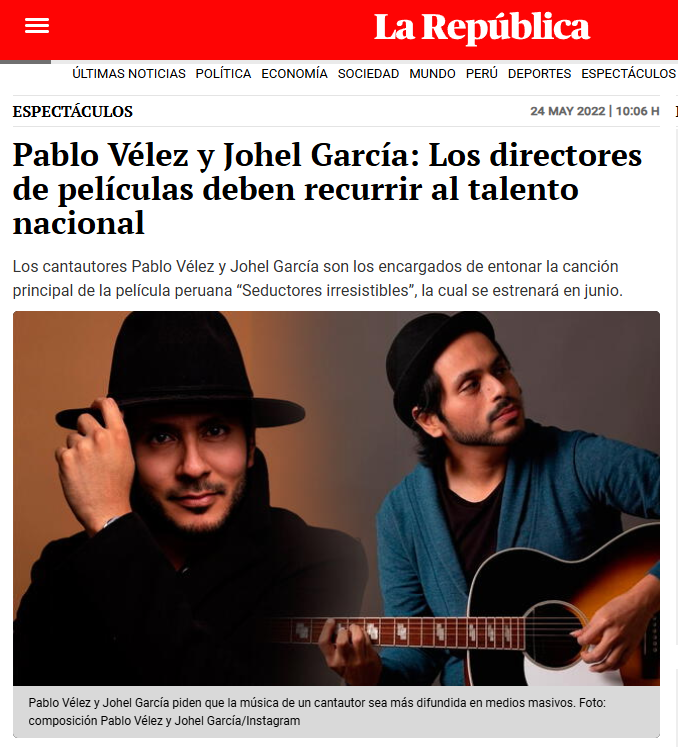 La República
ÚLTIMAS NOTICIAS POLÍTICA ECONOMÍA SOCIEDAD MUNDO PERÚ DEPORTES ESPECTÁCULOS
ESPECTÁCULOS 24 MAY 2022 | 10:06 H
Pablo Vélez y Johel García: Los directores
de películas deben recurrir al talento
nacional
Los cantautores Pablo Vélez y Johel García son los encargados de entonar la canción
principal de la película peruana “Seductores irresistibles”, la cual se estrenará en junio.
Pablo Vélez y Johel García piden que la música de un cantautor sea más difundida en medios masivos. Foto:
composición Pablo Vélez y Johel García/Instagram